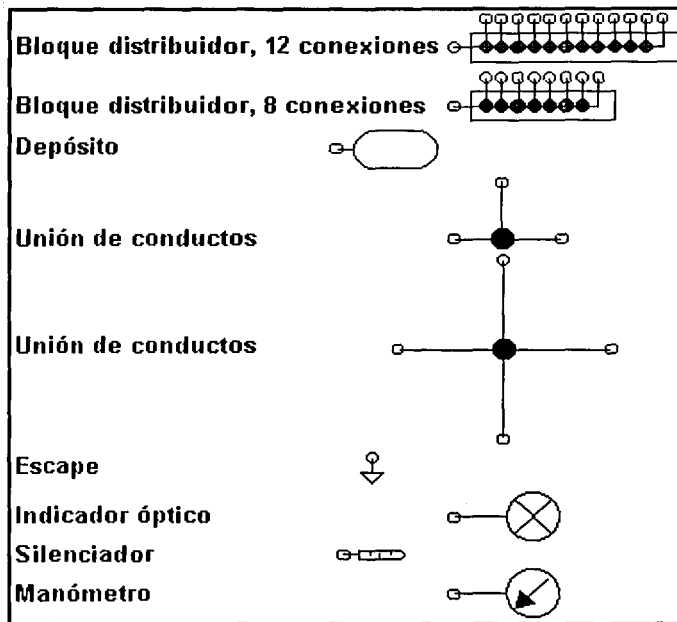 Bloque distribuidor, 12 conexiones
Bloque distribuidor, 8 conexiones
Depósito
Unión de conductos
Unión de conductos
Escape
Indicador óptico
Silenciador
Manómetro